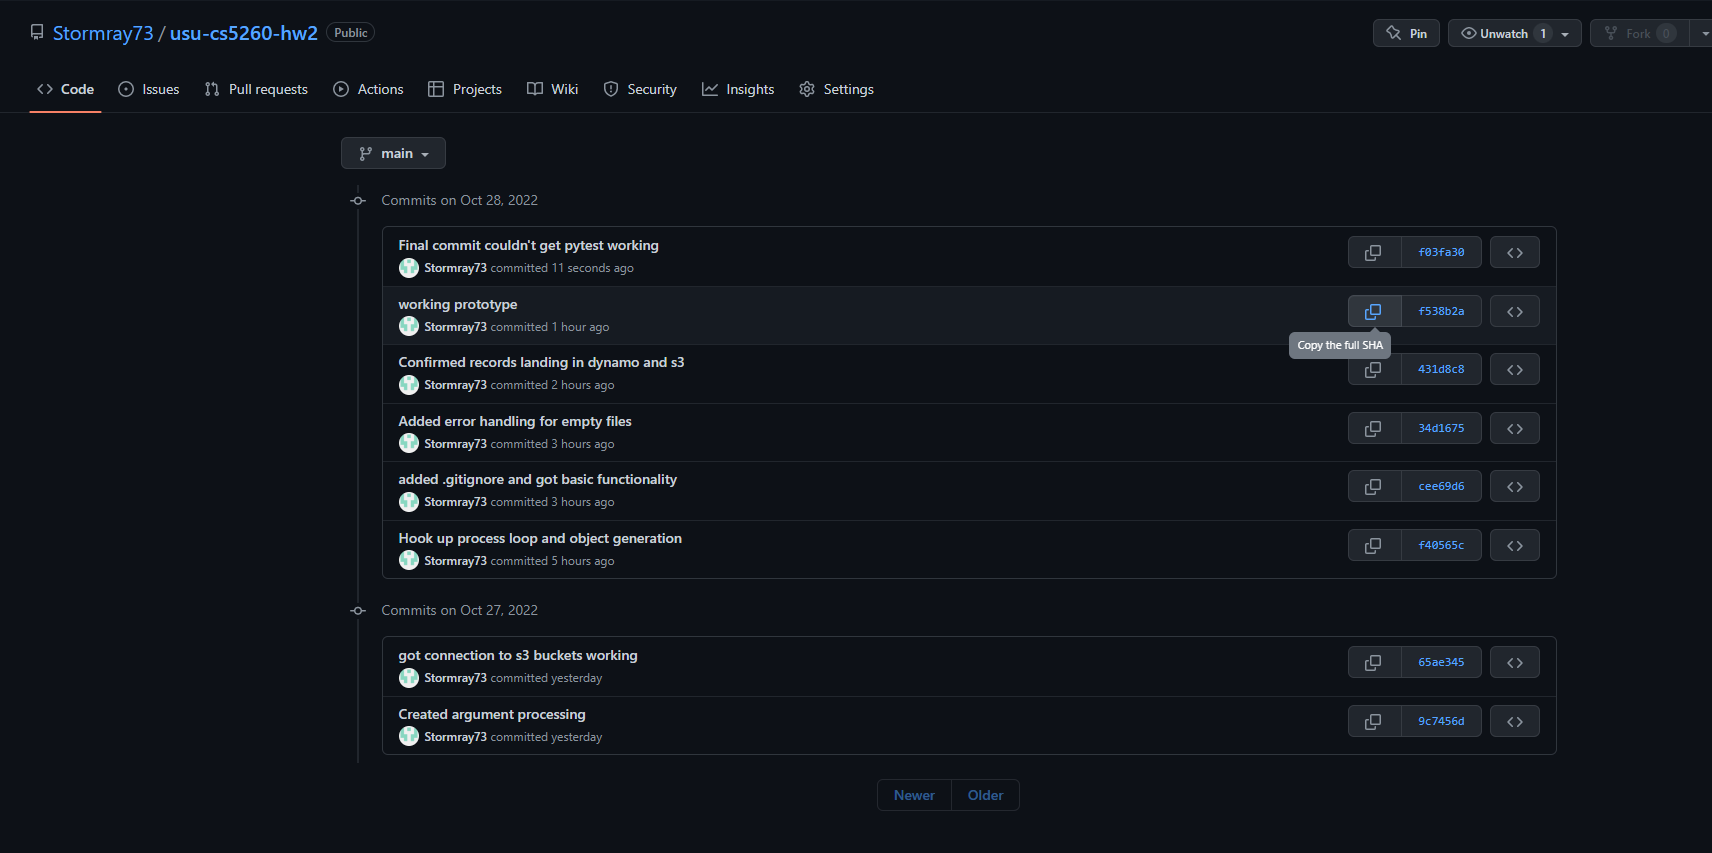 Stormray73 / usu-cs5260-hw2 Public
Pin Unwatch 1 Fork 0
Code Issues Pull requests Actions Projects Wiki Security Insights Settings
main
Commits on Oct 28, 2022
Final commit couldn't get pytest working
f03fa30
Stormray73 committed 11 seconds ago
working prototype
f538b2a
Stormray73 committed 1 hour ago
Copy the full SHA
Confirmed records landing in dynamo and s3
431d8c8
Stormray73 committed 2 hours ago
Added error handling for empty files
34d1675
Stormray73 committed 3 hours ago
added .gitignore and got basic functionality
cee69d6
Stormray73 committed 3 hours ago
Hook up process loop and object generation
f40565c
Stormray73 committed 5 hours ago
Commits on Oct 27, 2022
got connection to s3 buckets working
65ae345
Stormray73 committed yesterday
Created argument processing
9c7456d
Stormray73 committed yesterday
Newer Older